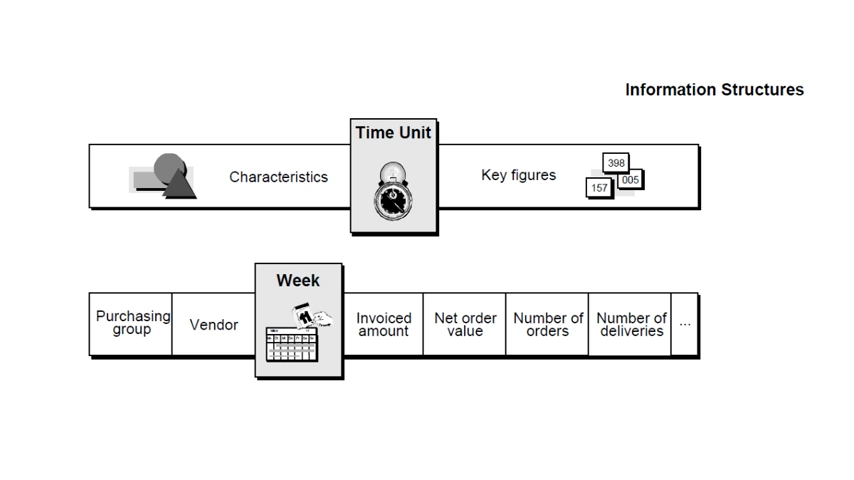 Information Structures
Time Unit
Characteristics
Key figures
398
005
157
Week
Purchasing
group
Vendor
Invoiced
amount
Net order
value
Number of
orders
Number of
deliveries
...